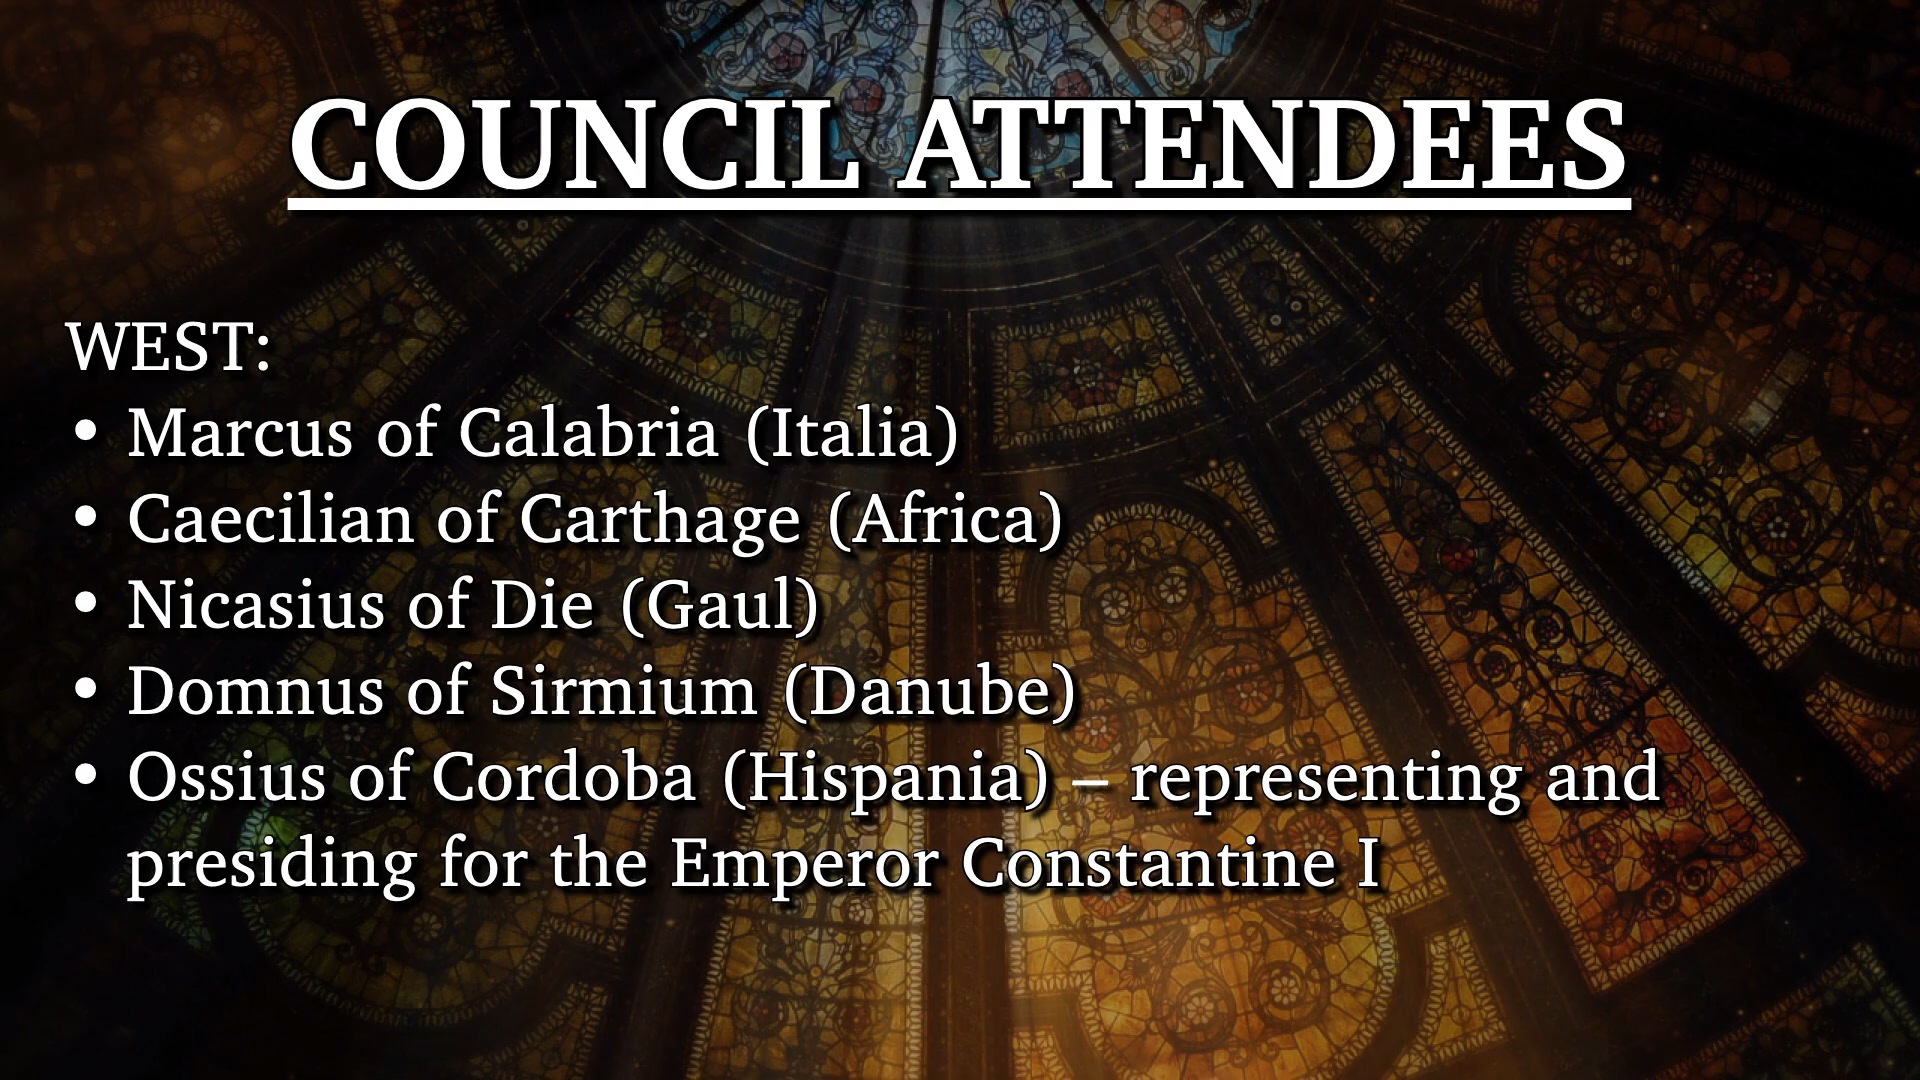 COUNCIL ATTENDEES
WEST:
• Marcus of Calabria (Italia)
• Caecilian of Carthage (Africa)
• Nicasius of Die (Gaul)
• Domnus of Sirmium (Danube)
• Ossius of Cordoba (Hispania) – representing and
presiding for the Emperor Constantine I